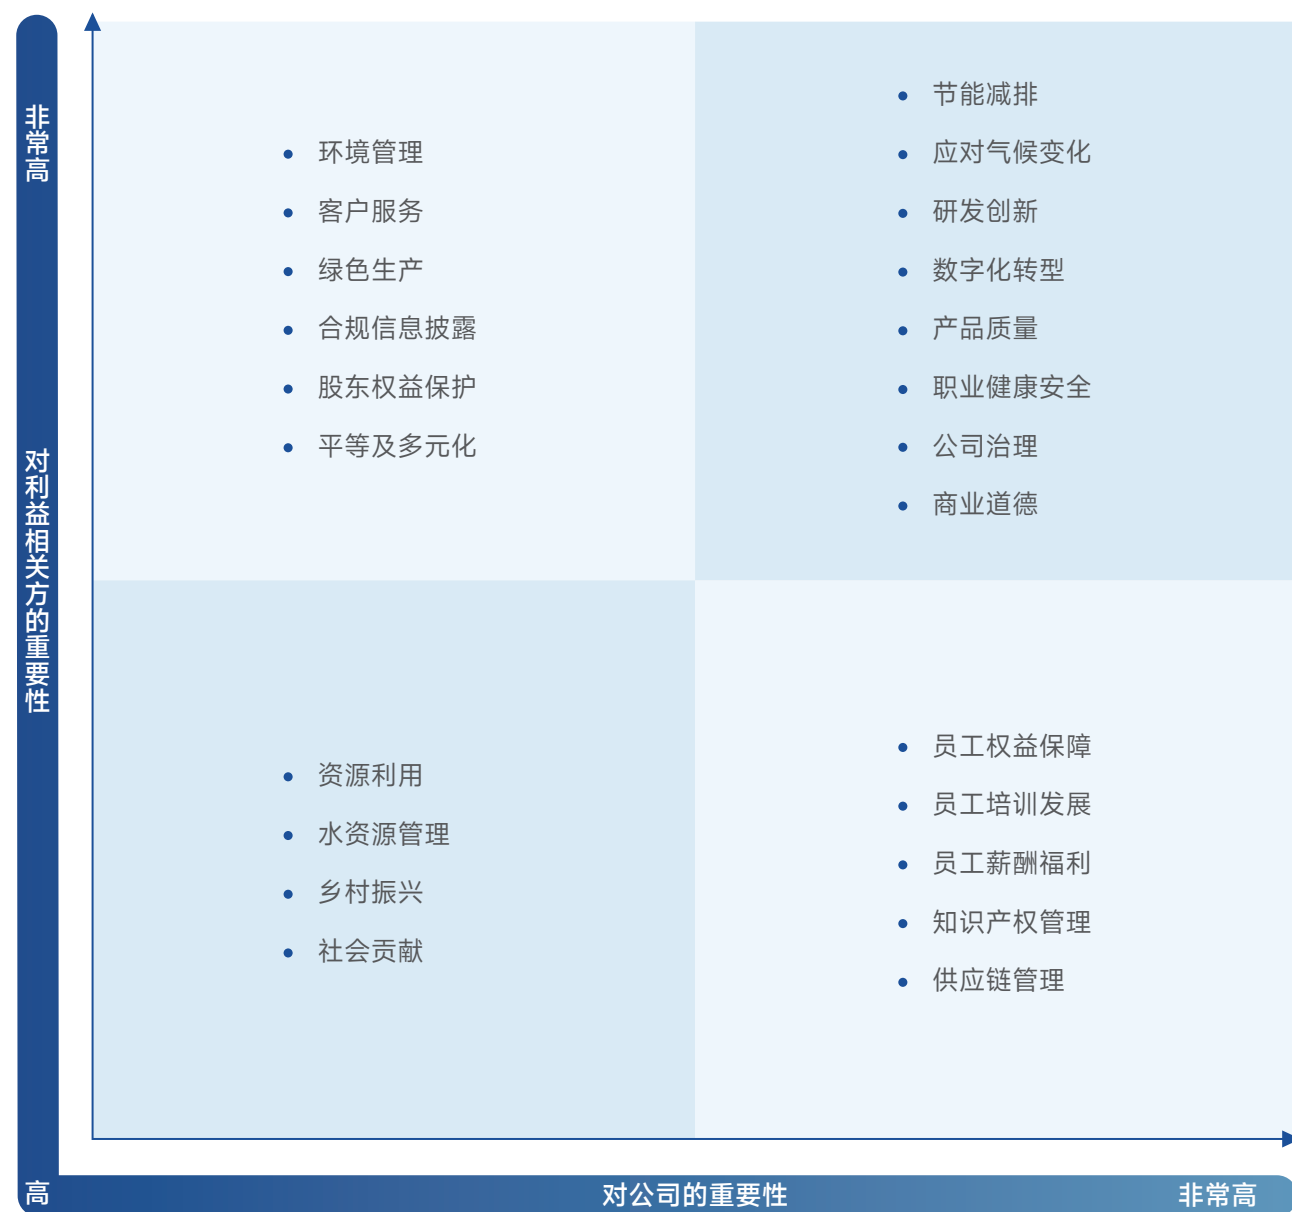 非常高
对利益相关方的重要性
环境管理
客户服务
绿色生产
合规信息披露
股东权益保护
平等及多元化
节能减排
应对气候变化
研发创新
数字化转型
产品质量
职业健康安全
公司治理
商业道德
资源利用
水资源管理
乡村振兴
社会贡献
员工权益保障
员工培训发展
员工薪酬福利
知识产权管理
供应链管理
高
对公司的重要性
非常高